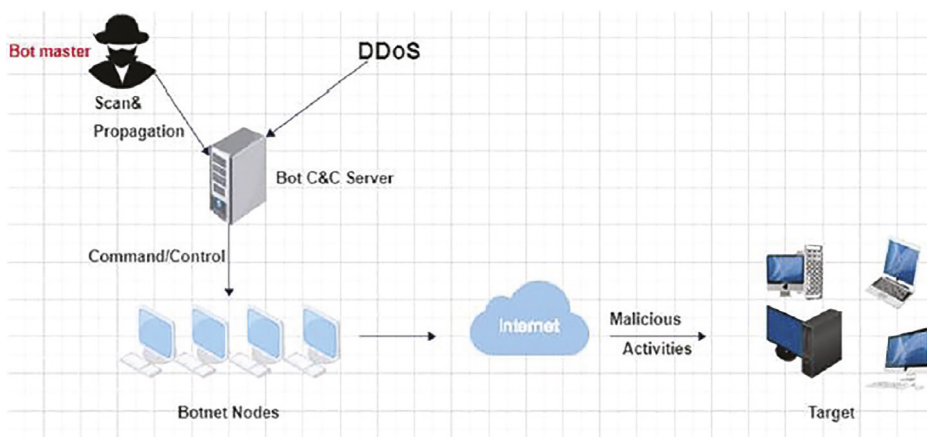 Bot master
DDoS
Scan&
Propagation
Bot C&C Server
Command/Control
Internet
Malicious
Activities
Botnet Nodes
Target